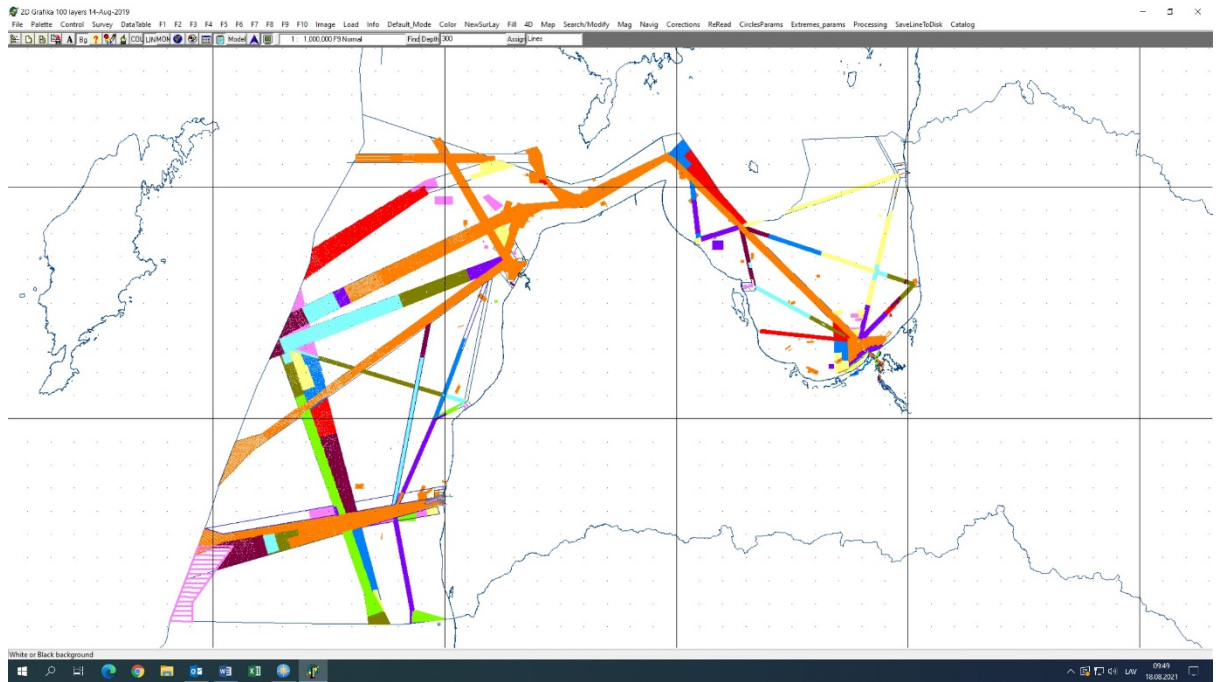 2D Grafika 100 layers 14-Aug-2019
File Palette Control Survey DataTable F1 F2 F3 F4 F5 F6 F7 F8 F9 F10 Image Load Info Default_Mode Color NewSurLay Fill 4D Map Search/Modify Mag Navig Corections ReRead CirclesParams Extremes_params Processing SaveLineToDisk Catalog
A Bg ? COL LINMON Model A 1 : 1,000,000 F9 Normal Find Depth 300 Assign Lines
White or Black background
LAV 09:49
18.08.2021